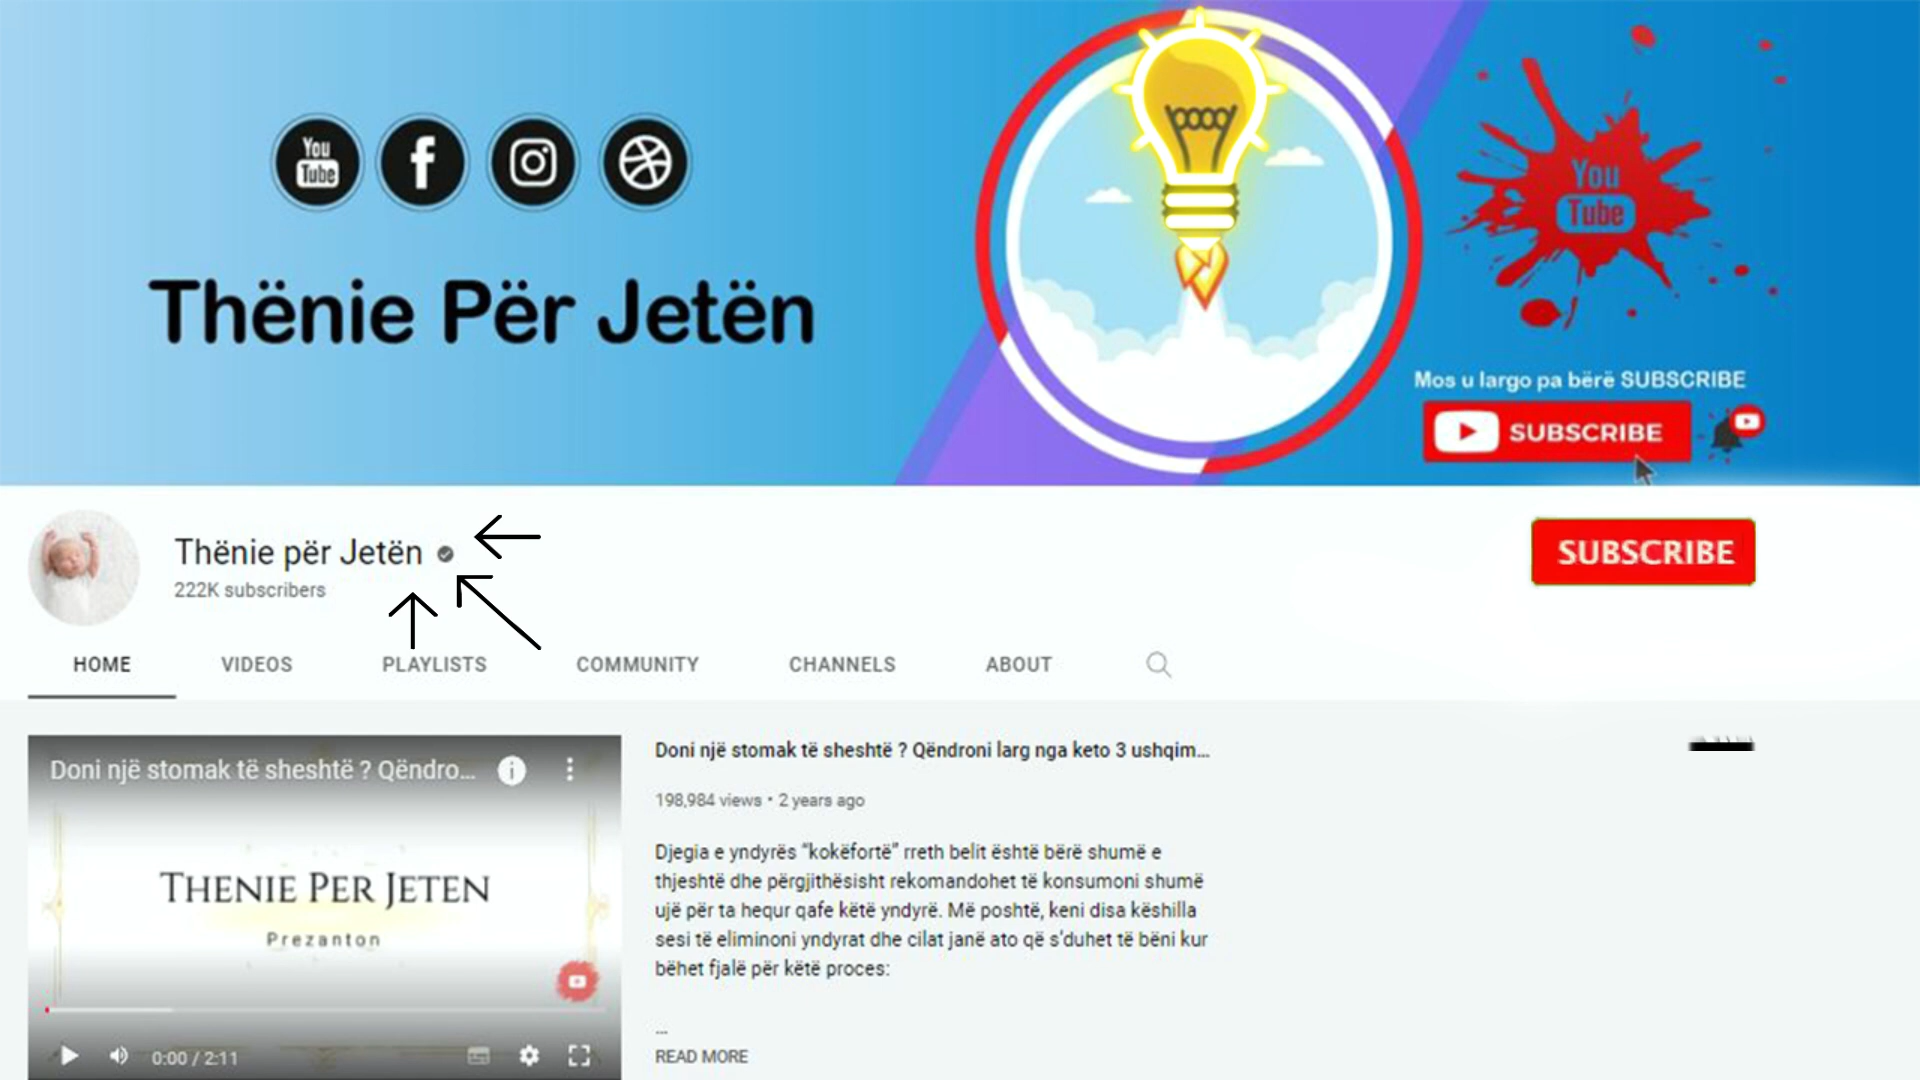 You
Tube
Thënie Për Jetën
You
Tube
Mos u largo pa bërë SUBSCRIBE
SUBSCRIBE
Thënie për Jetën
222K subscribers
SUBSCRIBE
HOME VIDEOS PLAYLISTS COMMUNITY CHANNELS ABOUT
Doni një stomak të sheshtë ? Qëndro...
THENIE PER JETEN
Prezanton
0:00 / 2:11
Doni një stomak të sheshtë ? Qëndroni larg nga keto 3 ushqim...
198,984 views • 2 years ago
Djegia e yndyrës “kokëfortë” rreth belit është bërë shumë e
thjeshtë dhe përgjithësisht rekomandohet të konsumoni shumë
ujë për ta hequr qafe këtë yndyrë. Më poshtë, keni disa këshilla
sesi të eliminoni yndyrat dhe cilat janë ato që s'duhet të bëni kur
bëhet fjalë për këtë proces:
...
READ MORE